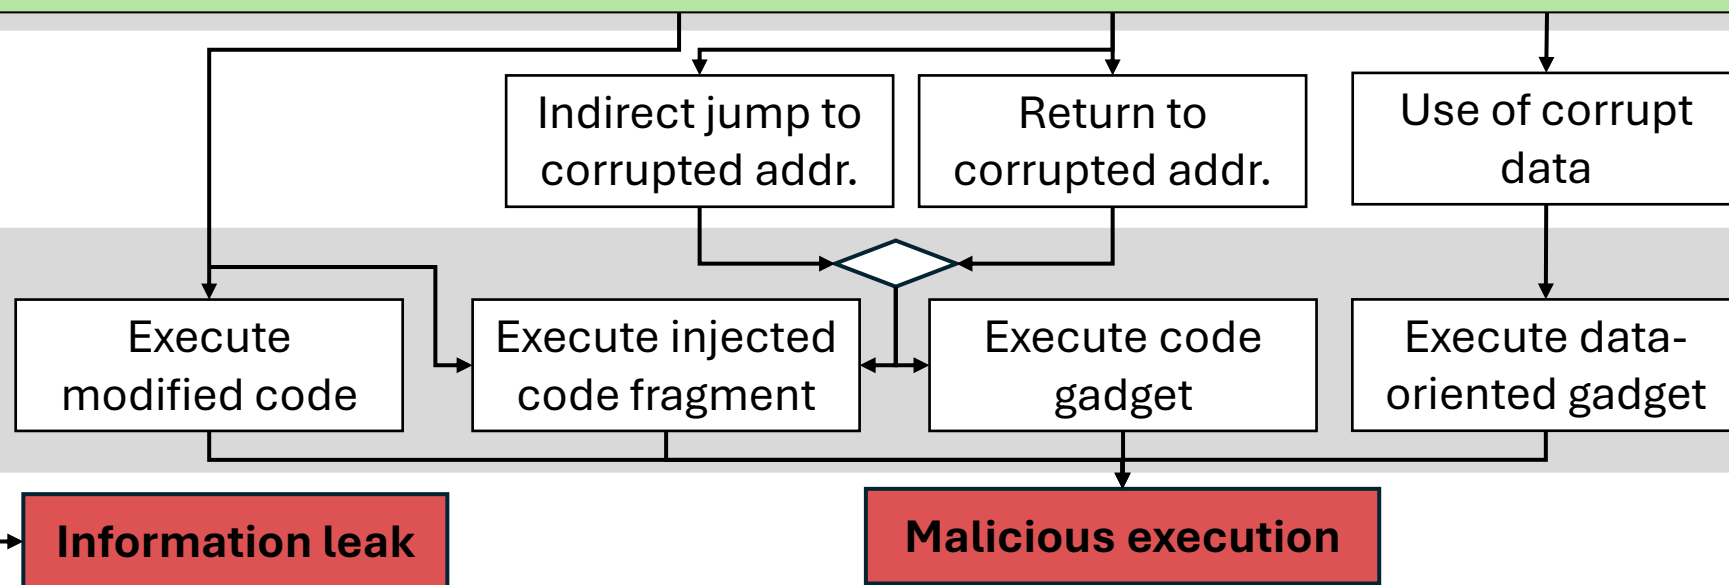 Indirect jump to
corrupted addr.
Return to
corrupted addr.
Use of corrupt
data
Execute
modified code
Execute injected
code fragment
Execute code
gadget
Execute data-
oriented gadget
Information leak
Malicious execution